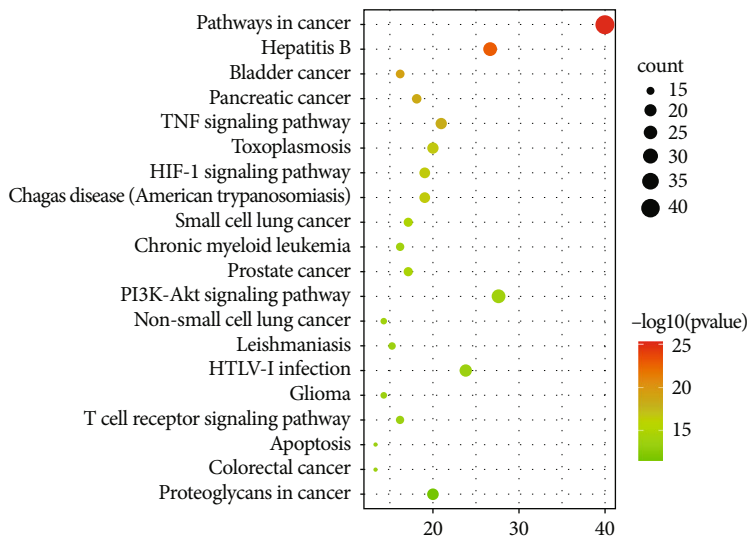 Pathways in cancer
Hepatitis B
Bladder cancer
Pancreatic cancer
TNF signaling pathway
Toxoplasmosis
HIF-1 signaling pathway
Chagas disease (American trypanosomiasis)
Small cell lung cancer
Chronic myeloid leukemia
Prostate cancer
PI3K-Akt signaling pathway
Non-small cell lung cancer
Leishmaniasis
HTLV-I infection
Glioma
T cell receptor signaling pathway
Apoptosis
Colorectal cancer
Proteoglycans in cancer
20 30 40
count
15
20
25
30
35
40
−log10(pvalue)
25
20
15